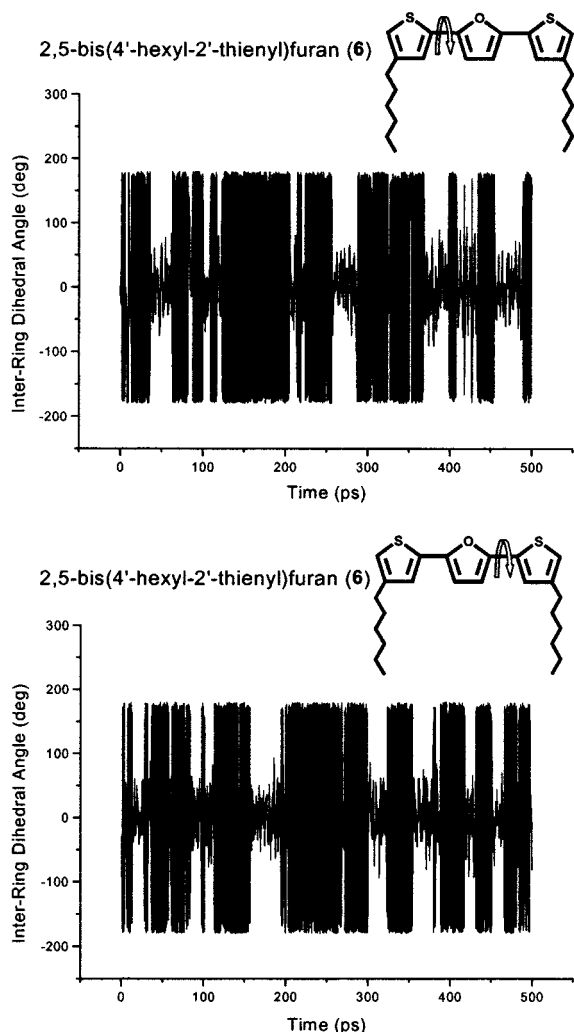 2,5-bis(4'-hexyl-2'-thienyl)furan (6)
S
O
S
Inter-Ring Dihedral Angle (deg)
300
200
100
0
-100
-200
0
100
200
300
400
500
Time (ps)
2,5-bis(4'-hexyl-2'-thienyl)furan (6)
S
O
S
Inter-Ring Dihedral Angle (deg)
300
200
100
0
-100
-200
0
100
200
300
400
500
Time (ps)